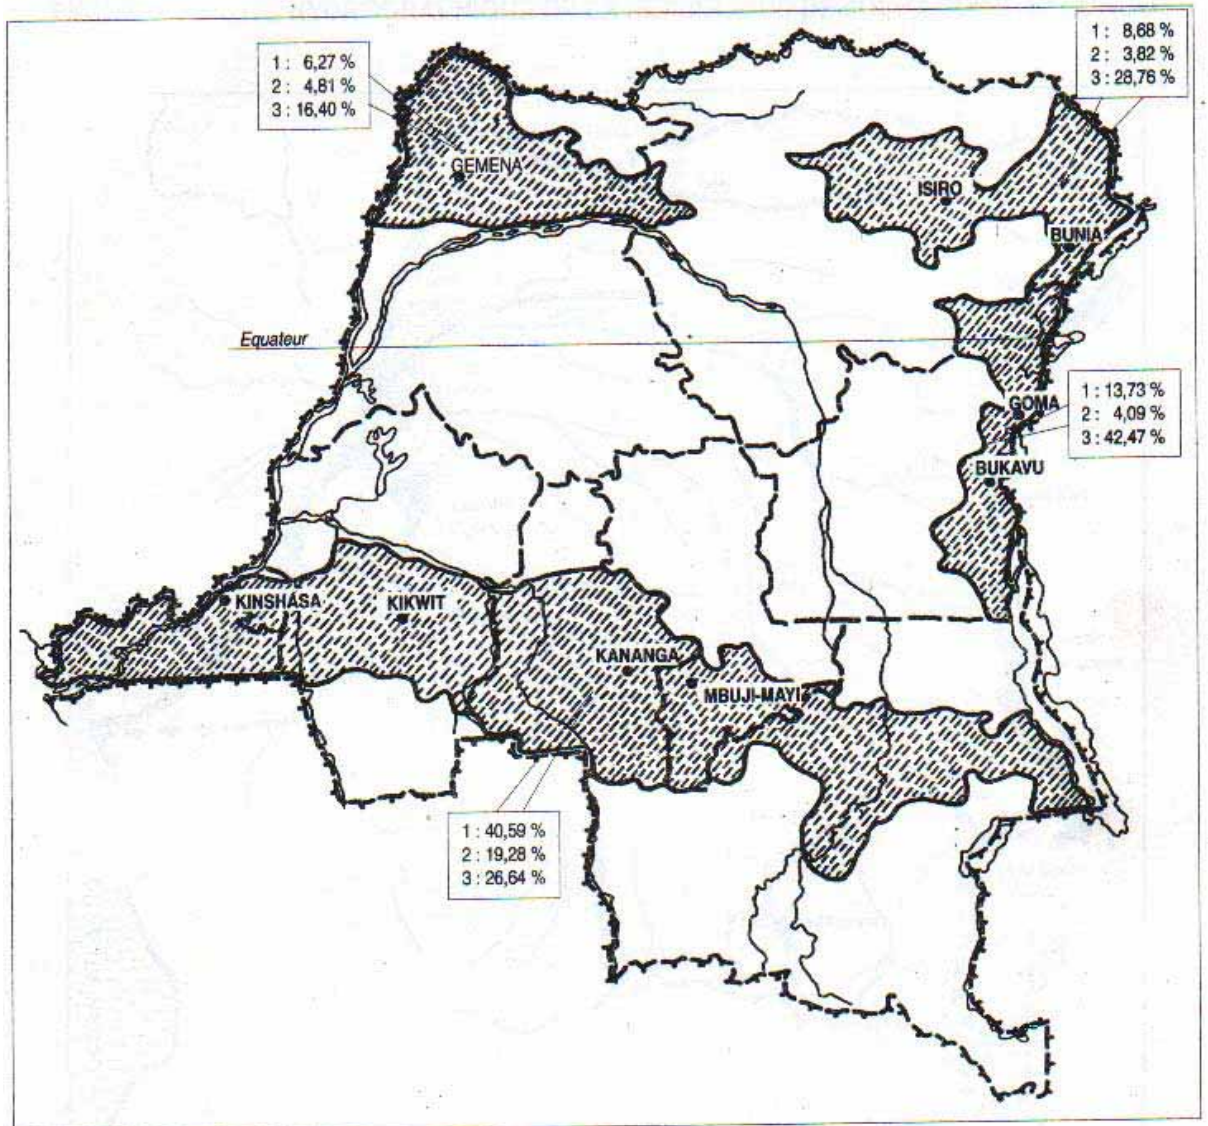 1 : 6,27 %
2 : 4,81 %
3 : 16,40 %
1 : 8,68 %
2 : 3,82 %
3 : 28,76 %
GEMENA
ISIRO
BUNIA
Equateur
1 : 13,73 %
2 : 4,09 %
3 : 42,47 %
GOMA
BUKAVU
KINSHASA
KIKWIT
KANANGA
MBUJI-MAYI
1 : 40,59 %
2 : 19,28 %
3 : 26,64 %